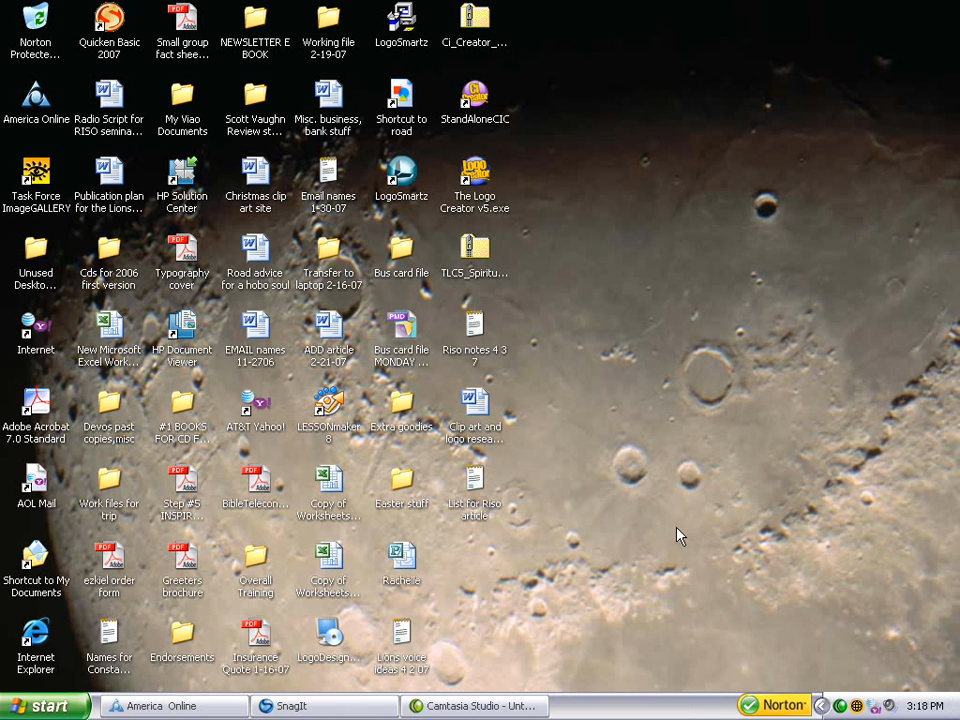 Norton
Protecte...
Quicken Basic
2007
Small group
fact shee...
NEWSLETTER E
BOOK
Working file
2-19-07
LogoSmartz
Ci_Creator_...
America Online
Radio Script for
RISO semina...
My Viao
Documents
Scott Vaughn
Review st...
Misc. business,
bank stuff
Shortcut to
road
StandAloneCIC
Task Force
ImageGALLERY
Publication plan
for the Lions...
HP Solution
Center
Christmas clip
art site
Email names
1-30-07
LogoSmartz
The Logo
Creator v5.exe
Unused
Deskto...
Cds for 2006
first version
Typography
cover
Road advice
for a hobo soul
Transfer to
laptop 2-16-07
Bus card file
TLC5_Spiritu...
Internet
New Microsoft
Excel Work...
HP Document
Viewer
EMAIL names
11-2706
ADD article
2-21-07
Bus card file
MONDAY ...
Riso notes 4 3
7
Adobe Acrobat
7.0 Standard
Devos past
copies,misc
#1 BOOKS
FOR CD F...
AT&T Yahoo!
LESSONmaker
8
Extra goodies
Clip art and
logo resea...
AOL Mail
Work files for
trip
Step #5
INSPIR...
BibleTelecon...
Copy of
Worksheets...
Easter stuff
List for Riso
article
Shortcut to My
Documents
ezkiel order
form
Greeters
brochure
Overall
Training
Copy of
Worksheets...
Rachelle
Internet
Explorer
Names for
Consta...
Endorsements
Insurance
Quote 1-16-07
LogoDesign...
Lions voice
ideas 4 2 07
start
America Online
SnagIt
Camtasia Studio - Unt...
Norton
3:18 PM